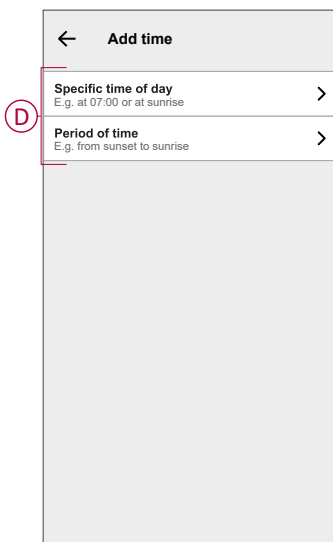 Add time
Specific time of day
E.g. at 07:00 or at sunrise
D
Period of time
E.g. from sunset to sunrise